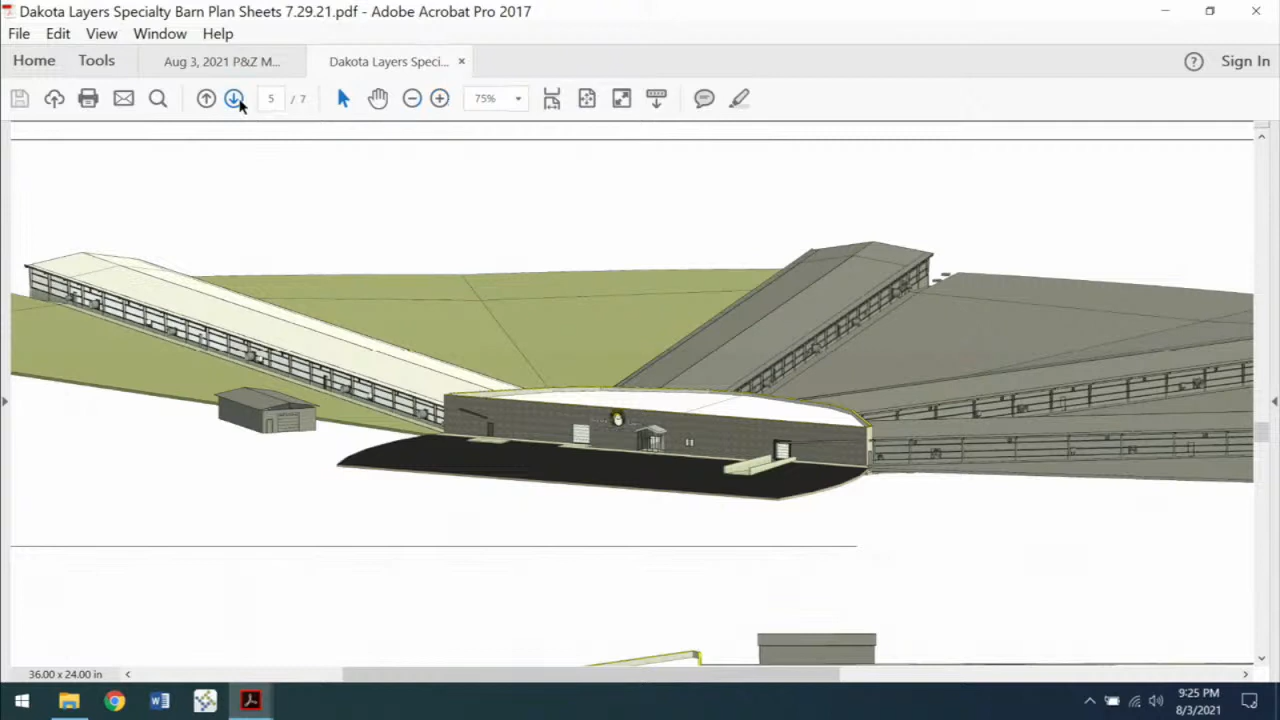 Dakota Layers Specialty Barn Plan Sheets 7.29.21.pdf - Adobe Acrobat Pro 2017
File Edit View Window Help
Home Tools Aug 3, 2021 P&Z M... Dakota Layers Speci... × ? Sign In
5 / 7 75%
36.00 x 24.00 in
9:25 PM
8/3/2021